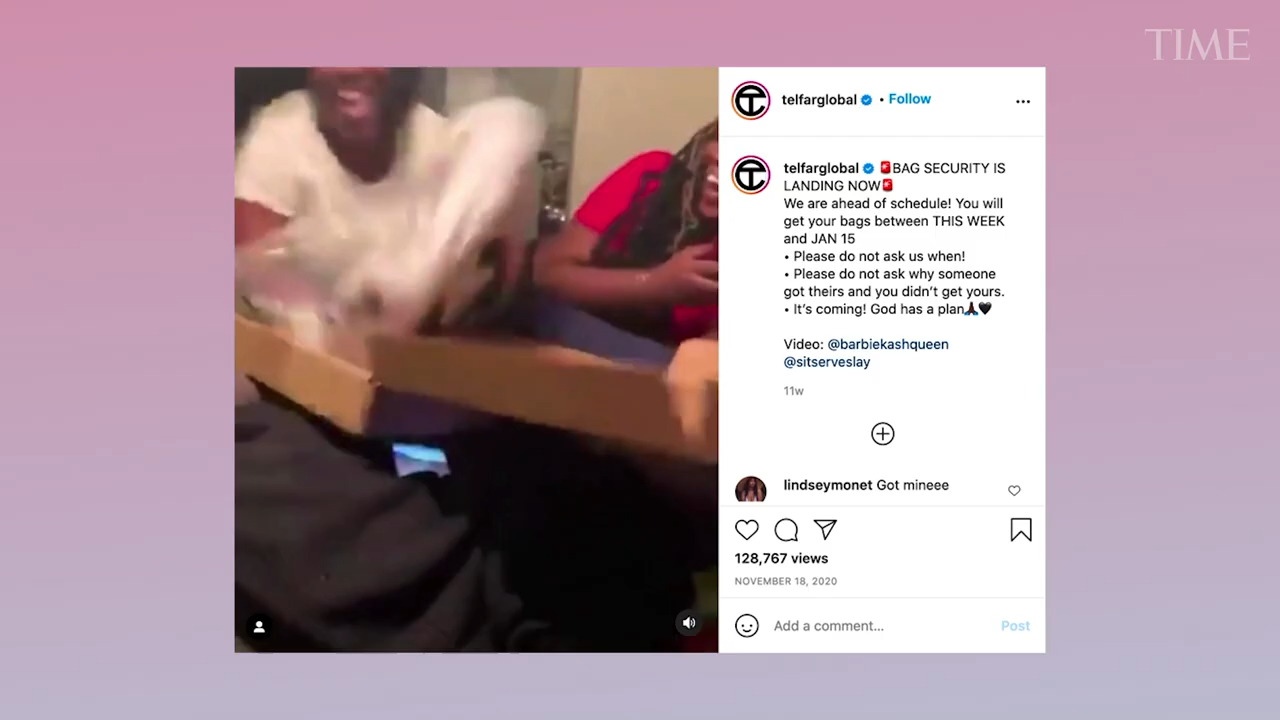 TIME
telfarglobal • Follow
telfarglobal 🚨BAG SECURITY IS
LANDING NOW🚨
We are ahead of schedule! You will
get your bags between THIS WEEK
and JAN 15
• Please do not ask us when!
• Please do not ask why someone
got theirs and you didn’t get yours.
• It’s coming! God has a plan🙏🏿🖤
Video: @barbiekashqueen
@sitserveslay
11w
lindseymonet Got mineee
128,767 views
NOVEMBER 18, 2020
Add a comment...
Post